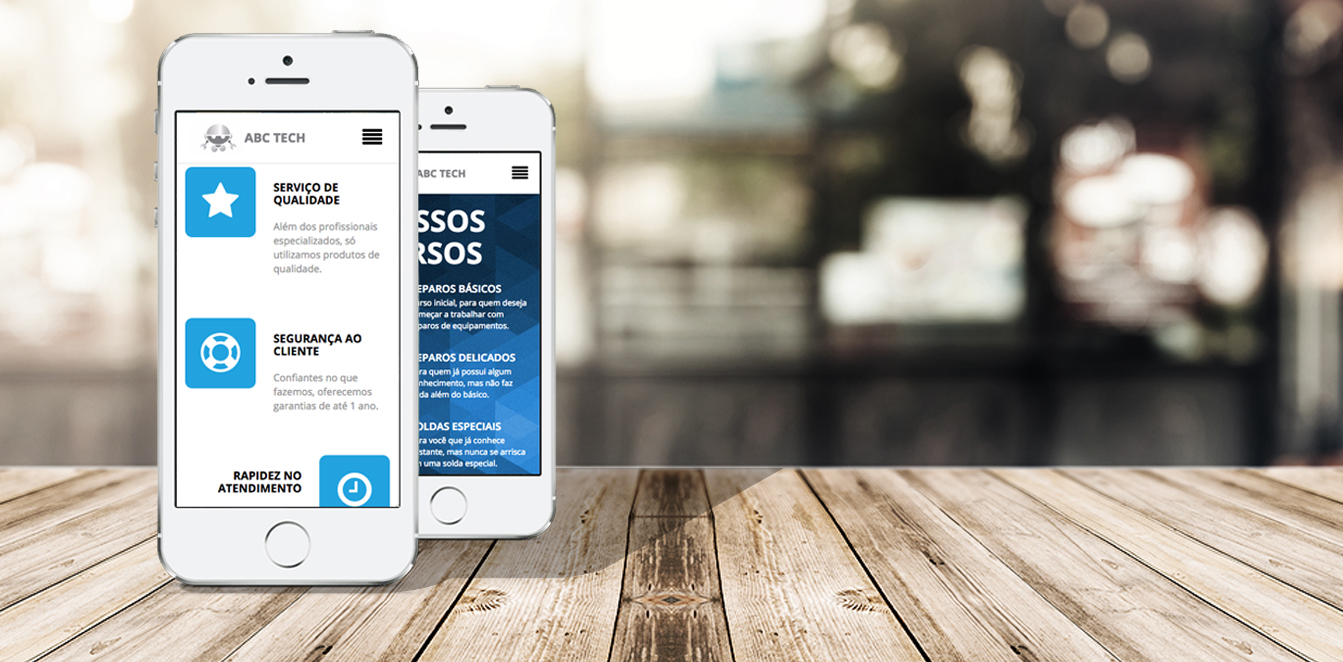 ABC TECH
SERVIÇO DE
QUALIDADE
Além dos profissionais
especializados, só
utilizamos produtos de
qualidade.
SEGURANÇA AO
CLIENTE
Confiantes no que
fazemos, oferecemos
garantias de até 1 ano.
RAPIDEZ NO
ATENDIMENTO
ABC TECH
SSOS
RSOS
EPAROS BÁSICOS
rso inicial, para quem deseja
meçar a trabalhar com
paros de equipamentos.
EPAROS DELICADOS
ra quem já possui algum
nhecimento, mas não faz
da além do básico.
OLDAS ESPECIAIS
ra você que já conhece
stante, mas nunca se arrisca
uma solda especial.